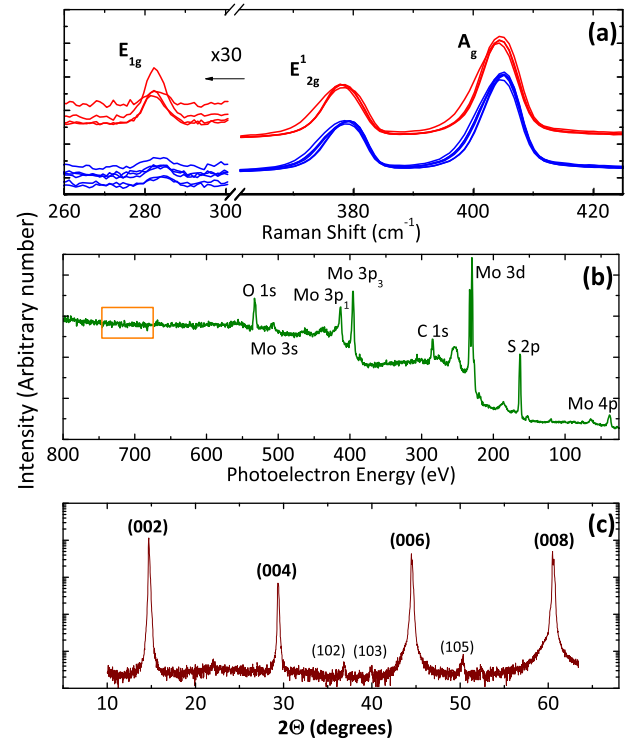 E1g
x30
E12g
Ag
(a)
260 280 300 380 400 420
Raman Shift (cm-1)
Intensity (Arbitrary number)
(b)
O 1s
Mo 3s
Mo 3p1
Mo 3p3
C 1s
Mo 3d
S 2p
Mo 4p
800 700 600 500 400 300 200 100
Photoelectron Energy (eV)
(c)
(002)
(004)
(102)
(103)
(006)
(105)
(008)
10 20 30 40 50 60
2Θ (degrees)